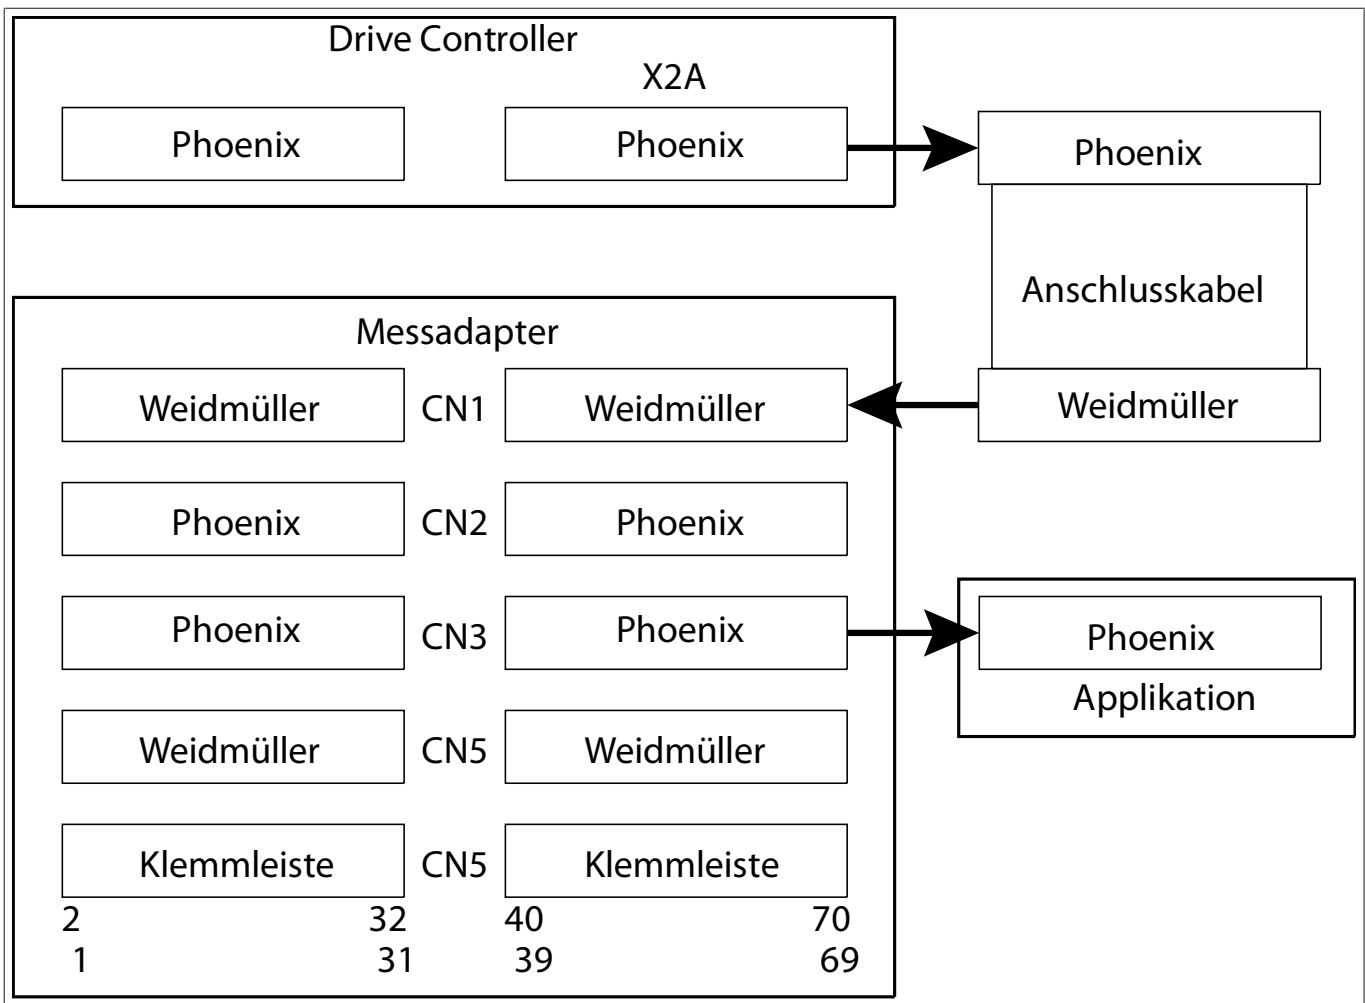 Drive Controller
X2A
Phoenix Phoenix
Phoenix
Anschlusskabel
Weidmüller
Messadapter
Weidmüller CN1 Weidmüller
Phoenix CN2 Phoenix
Phoenix CN3 Phoenix
Phoenix
Applikation
Weidmüller CN5 Weidmüller
Klemmleiste CN5 Klemmleiste
2 32 40 70
1 31 39 69